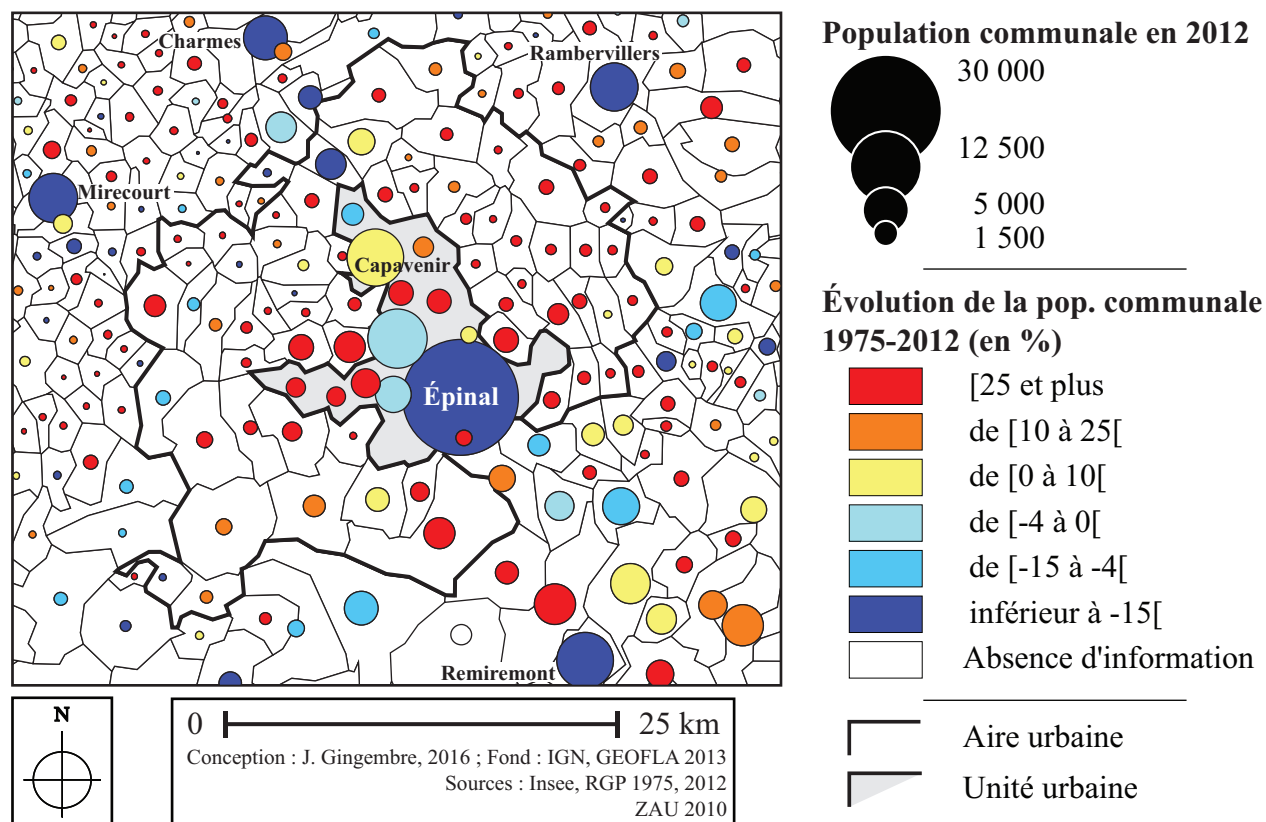 Charmes
Rambervillers
Mirecourt
Capavenir
Épinal
Remiremont
Population communale en 2012
30 000
12 500
5 000
1 500
Évolution de la pop. communale
1975-2012 (en %)
[25 et plus
de [10 à 25[
de [0 à 10[
de [-4 à 0[
de [-15 à -4[
inférieur à -15[
Absence d'information
Aire urbaine
Unité urbaine
N
0 25 km
Conception : J. Gingembre, 2016 ; Fond : IGN, GEOFLA 2013
Sources : Insee, RGP 1975, 2012
ZAU 2010